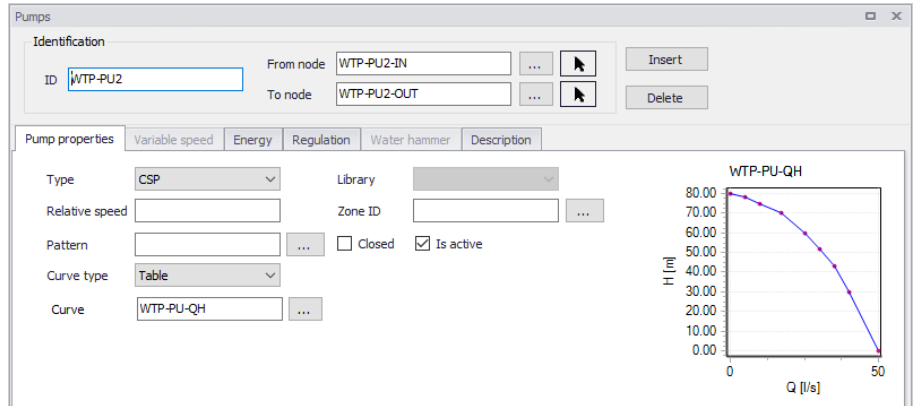 Pumps
Identification
ID WTP-PU2
From node WTP-PU2-IN ...
To node WTP-PU2-OUT ...
Insert
Delete
Pump properties Variable speed Energy Regulation Water hammer Description
Type CSP Library
Relative speed Zone ID ...
Pattern ... Closed Is active
Curve type Table
Curve WTP-PU-QH ...
WTP-PU-QH
80.00
70.00
60.00
50.00
40.00
30.00
20.00
10.00
0.00
H [m]
0 50
Q [l/s]